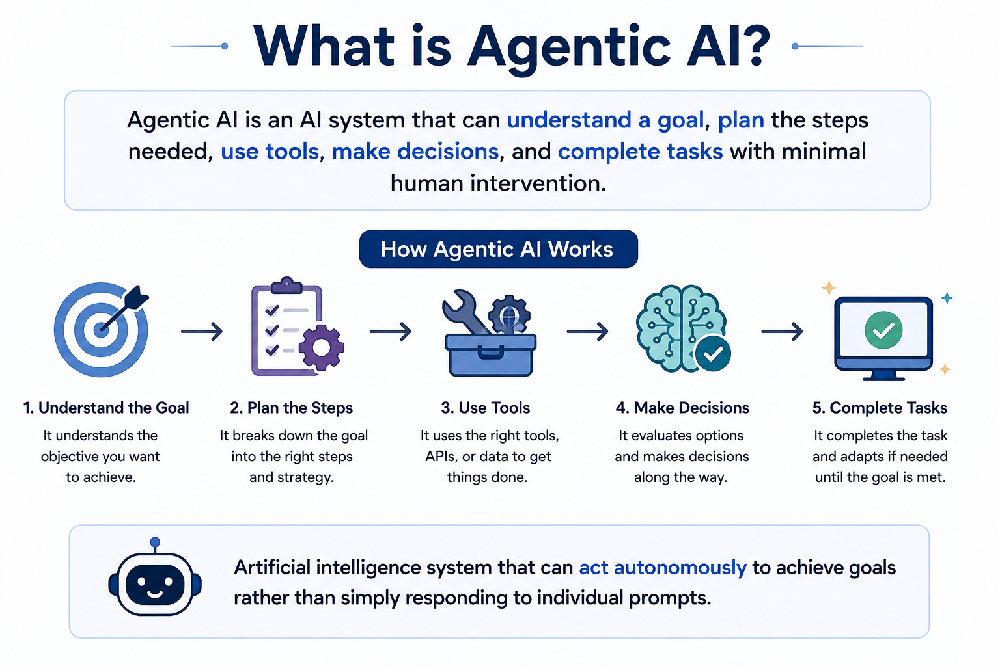 What is Agentic AI?
Agentic AI is an AI system that can understand a goal, plan the steps
needed, use tools, make decisions, and complete tasks with minimal
human intervention.
How Agentic AI Works
1. Understand the Goal
It understands the
objective you want
to achieve.
2. Plan the Steps
It breaks down the goal
into the right steps
and strategy.
3. Use Tools
It uses the right tools,
APIs, or data to get
things done.
4. Make Decisions
It evaluates options
and makes decisions
along the way.
5. Complete Tasks
It completes the task
and adapts if needed
until the goal is met.
Artificial intelligence system that can act autonomously to achieve goals
rather than simply responding to individual prompts.